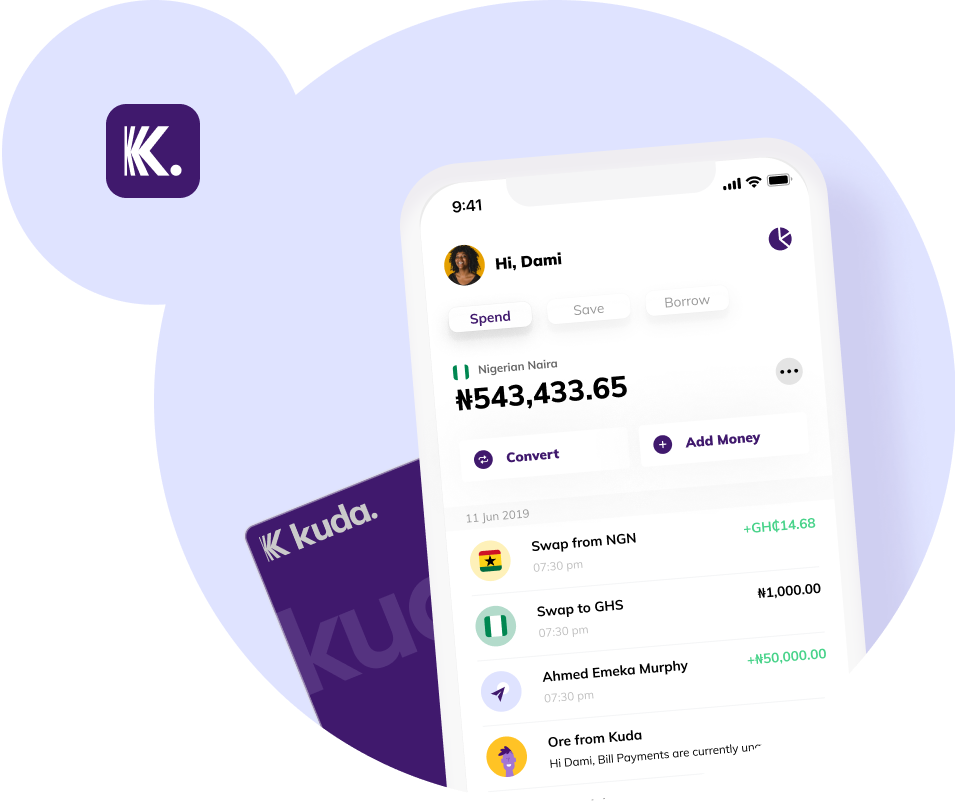 K.
9:41
Hi, Dami
Spend
Save
Borrow
Nigerian Naira
₦543,433.65
Convert
Add Money
kuda.
kuda
11 Jun 2019
Swap from NGN
+GH₵14.68
07:30 pm
Swap to GHS
₦1,000.00
07:30 pm
Ahmed Emeka Murphy
+₦50,000.00
07:30 pm
Ore from Kuda
Hi Dami, Bill Payments are currently